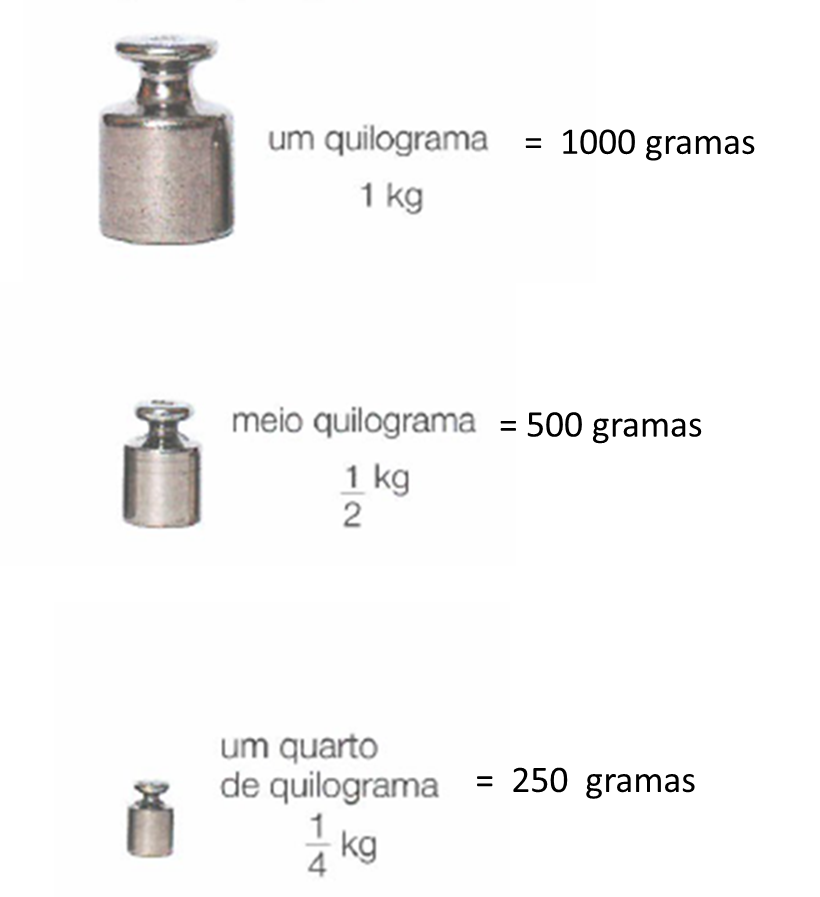 um quilograma = 1000 gramas
1 kg
meio quilograma = 500 gramas
1/2 kg
um quarto
de quilograma = 250 gramas
1/4 kg